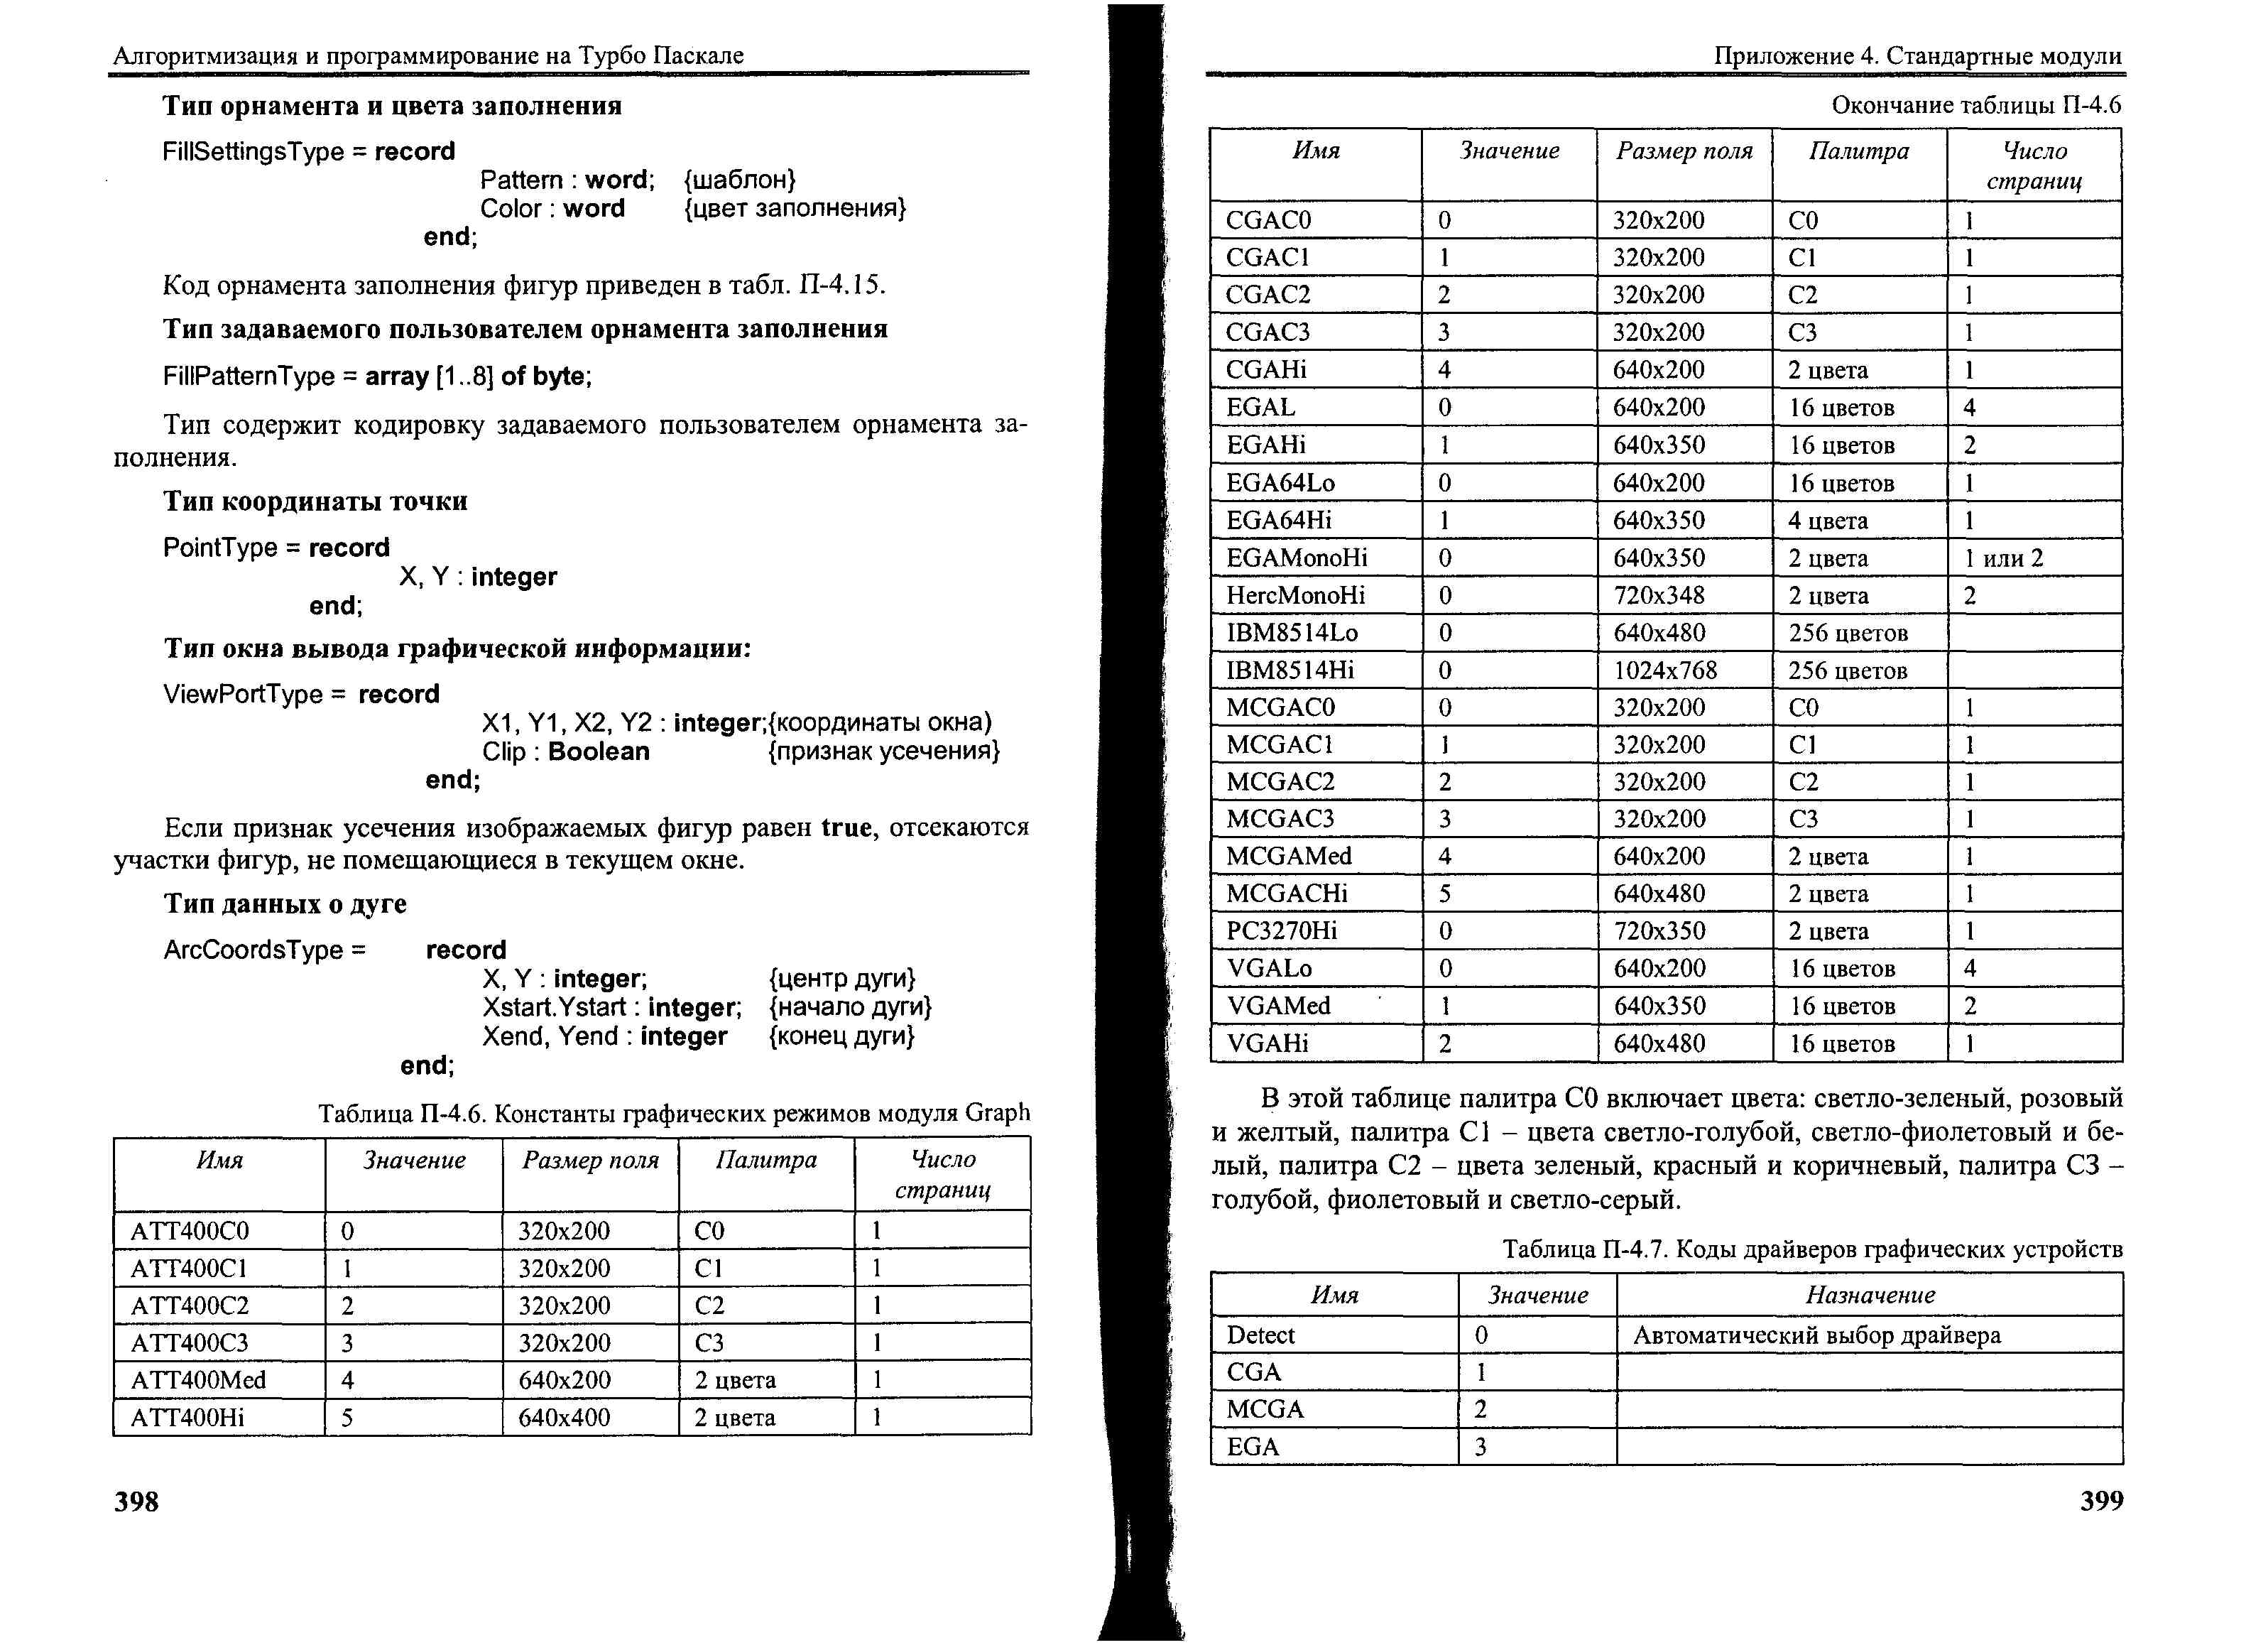 Алгоритмизация и программирование на Турбо Паскале
Тип орнамента и цвета заполнения
FillSettingsType = record
Pattern : word; {шаблон}
Color : word {цвет заполнения}
end;
Код орнамента заполнения фигур приведен в табл. П-4.15.
Тип задаваемого пользователем орнамента заполнения
FillPatternType = array [1..8] of byte;
Тип содержит кодировку задаваемого пользователем орнамента за-
полнения.
Тип координаты точки
PointType = record
X, Y : integer
end;
Тип окна вывода графической информации:
ViewPortType = record
X1, Y1, X2, Y2 : integer;{координаты окна)
Clip : Boolean {признак усечения}
end;
Если признак усечения изображаемых фигур равен true, отсекаются
участки фигур, не помещающиеся в текущем окне.
Тип данных о дуге
ArcCoordsType = record
X, Y : integer; {центр дуги}
Xstart.Ystart : integer; {начало дуги}
Xend, Yend : integer {конец дуги}
end;
Таблица П-4.6. Константы графических режимов модуля Graph
Имя Значение Размер поля Палитра Число
страниц
ATT400C0 0 320x200 C0 1
ATT400C1 1 320x200 C1 1
ATT400C2 2 320x200 C2 1
ATT400C3 3 320x200 C3 1
ATT400Med 4 640x200 2 цвета 1
ATT400Hi 5 640x400 2 цвета 1
398
Приложение 4. Стандартные модули
Окончание таблицы П-4.6
Имя Значение Размер поля Палитра Число
страниц
CGAC0 0 320x200 C0 1
CGAC1 1 320x200 C1 1
CGAC2 2 320x200 C2 1
CGAC3 3 320x200 C3 1
CGAHi 4 640x200 2 цвета 1
EGAL 0 640x200 16 цветов 4
EGAHi 1 640x350 16 цветов 2
EGA64Lo 0 640x200 16 цветов 1
EGA64Hi 1 640x350 4 цвета 1
EGAMonoHi 0 640x350 2 цвета 1 или 2
HercMonoHi 0 720x348 2 цвета 2
IBM8514Lo 0 640x480 256 цветов
IBM8514Hi 0 1024x768 256 цветов
MCGAC0 0 320x200 C0 1
MCGAC1 1 320x200 C1 1
MCGAC2 2 320x200 C2 1
MCGAC3 3 320x200 C3 1
MCGAMed 4 640x200 2 цвета 1
MCGACHi 5 640x480 2 цвета 1
PC3270Hi 0 720x350 2 цвета 1
VGALo 0 640x200 16 цветов 4
VGAMed 1 640x350 16 цветов 2
VGAHi 2 640x480 16 цветов 1
В этой таблице палитра C0 включает цвета: светло-зеленый, розовый
и желтый, палитра C1 – цвета светло-голубой, светло-фиолетовый и бе-
лый, палитра C2 – цвета зеленый, красный и коричневый, палитра C3 –
голубой, фиолетовый и светло-серый.
Таблица П-4.7. Коды драйверов графических устройств
Имя Значение Назначение
Detect 0 Автоматический выбор драйвера
CGA 1
MCGA 2
EGA 3
399